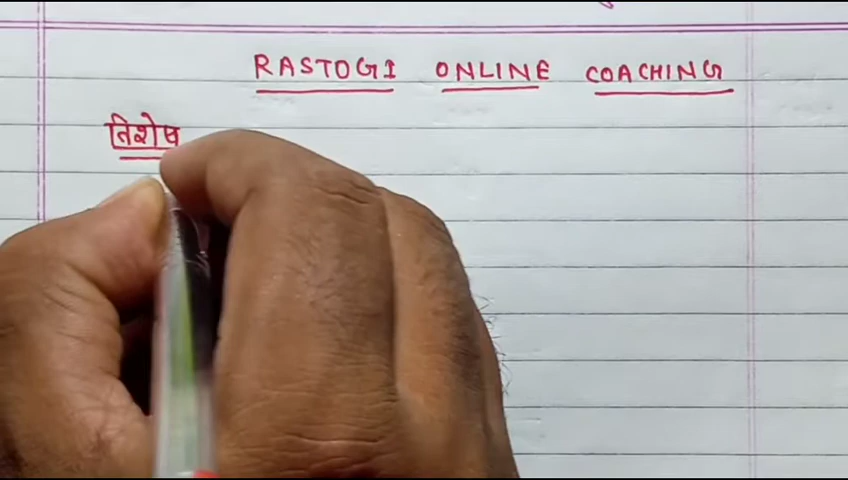 RASTOGI ONLINE COACHING
विशेष